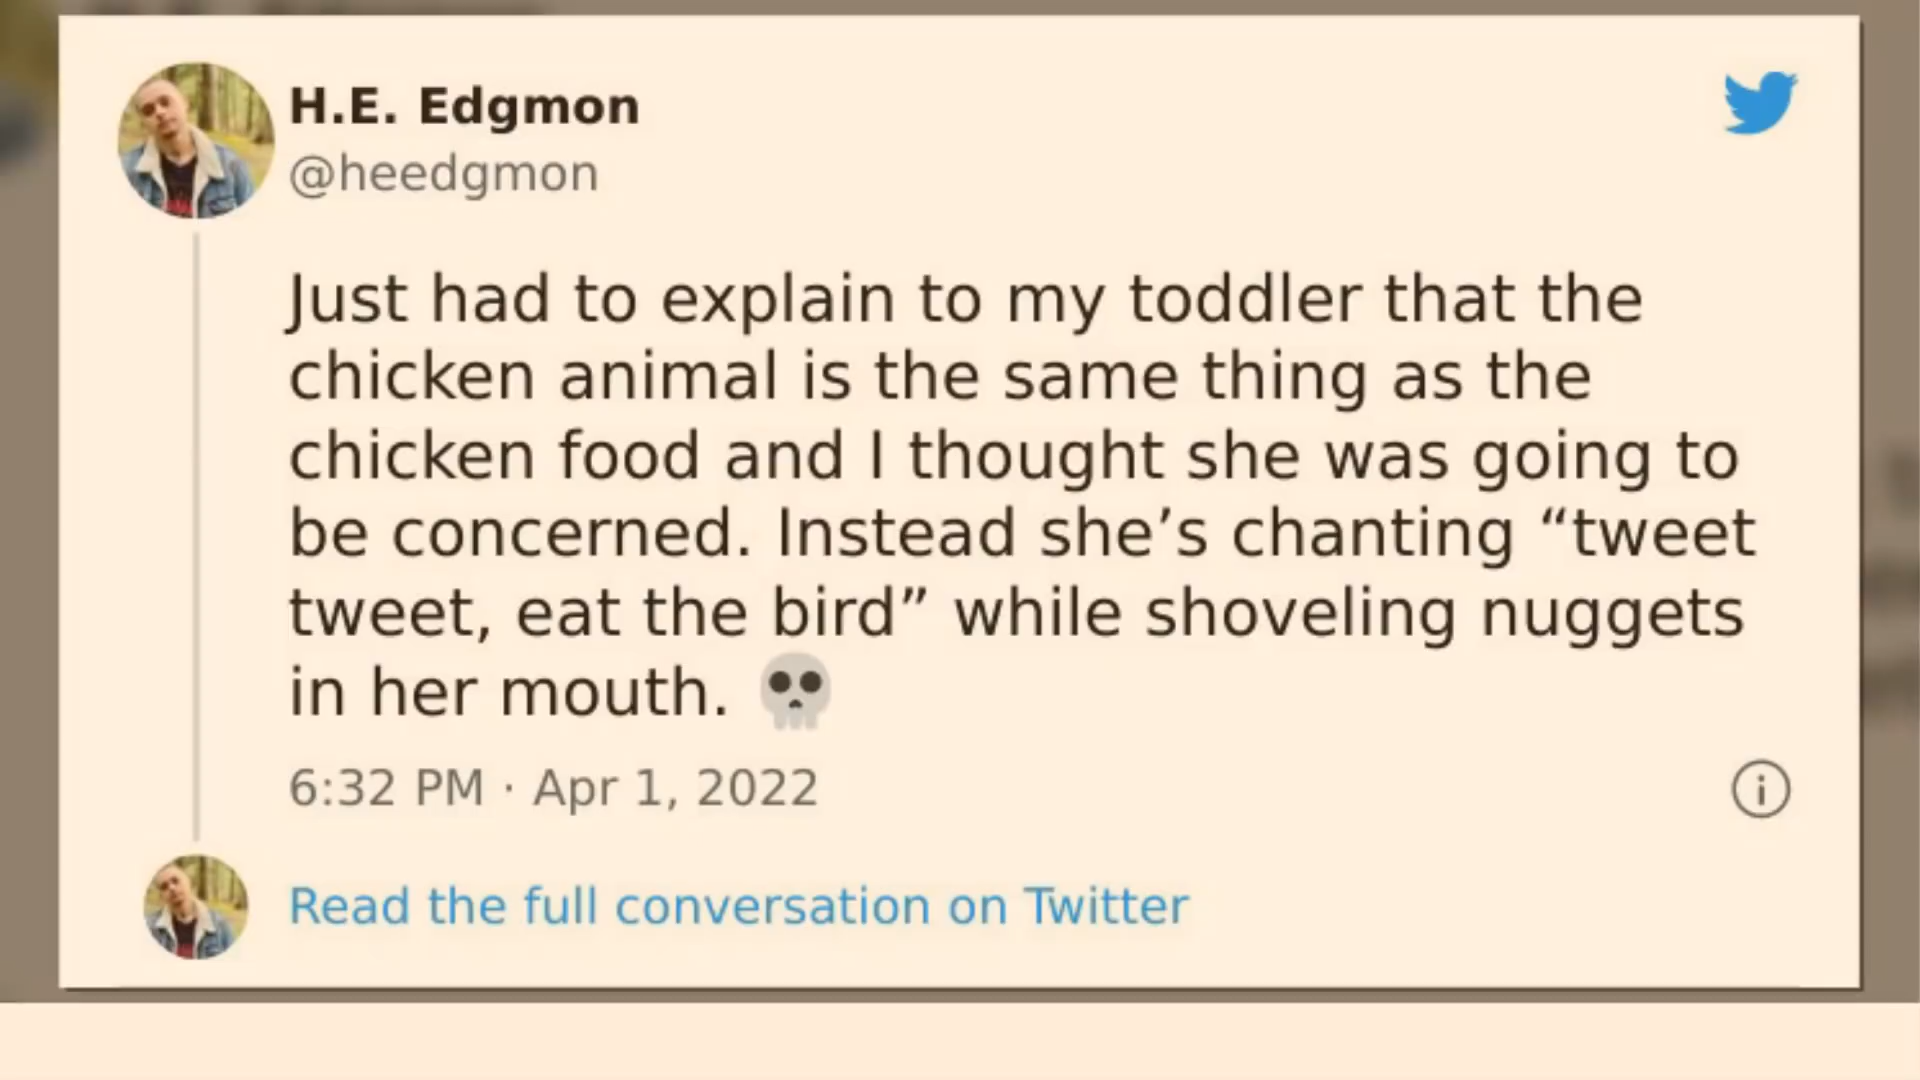 H.E. Edgmon
@heedgmon
Just had to explain to my toddler that the
chicken animal is the same thing as the
chicken food and I thought she was going to
be concerned. Instead she’s chanting “tweet
tweet, eat the bird” while shoveling nuggets
in her mouth. 💀
6:32 PM · Apr 1, 2022
Read the full conversation on Twitter